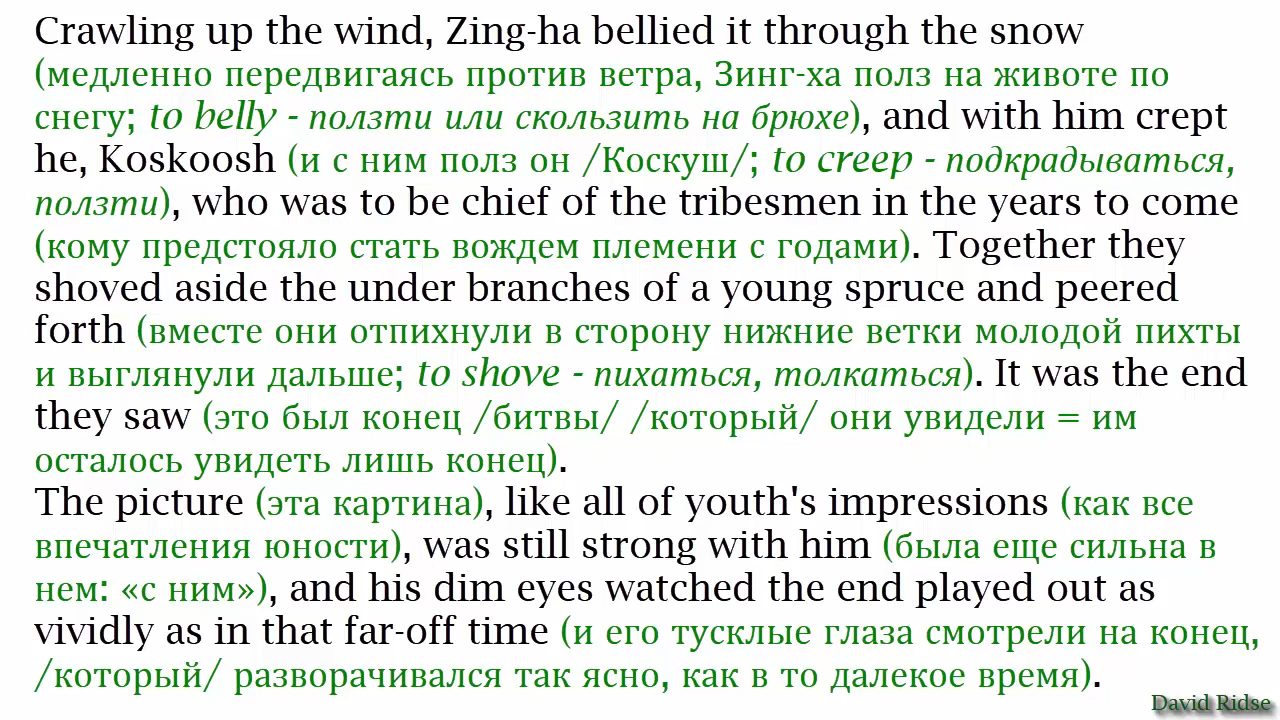 Crawling up the wind, Zing-ha bellied it through the snow
(медленно передвигаясь против ветра, Зинг-ха полз на животе по
снегу; to belly - ползти или скользить на брюхе), and with him crept
he, Koskoosh (и с ним полз он /Коскуш/; to creep - подкрадываться,
ползти), who was to be chief of the tribesmen in the years to come
(кому предстояло стать вождем племени с годами). Together they
shoved aside the under branches of a young spruce and peered
forth (вместе они отпихнули в сторону нижние ветки молодой пихты
и выглянули дальше; to shove - пихаться, толкаться). It was the end
they saw (это был конец /битвы/ /который/ они увидели = им
осталось увидеть лишь конец).
The picture (эта картина), like all of youth's impressions (как все
впечатления юности), was still strong with him (была еще сильна в
нем: «с ним»), and his dim eyes watched the end played out as
vividly as in that far-off time (и его тусклые глаза смотрели на конец,
/который/ разворачивался так ясно, как в то далекое время).
David Ridse